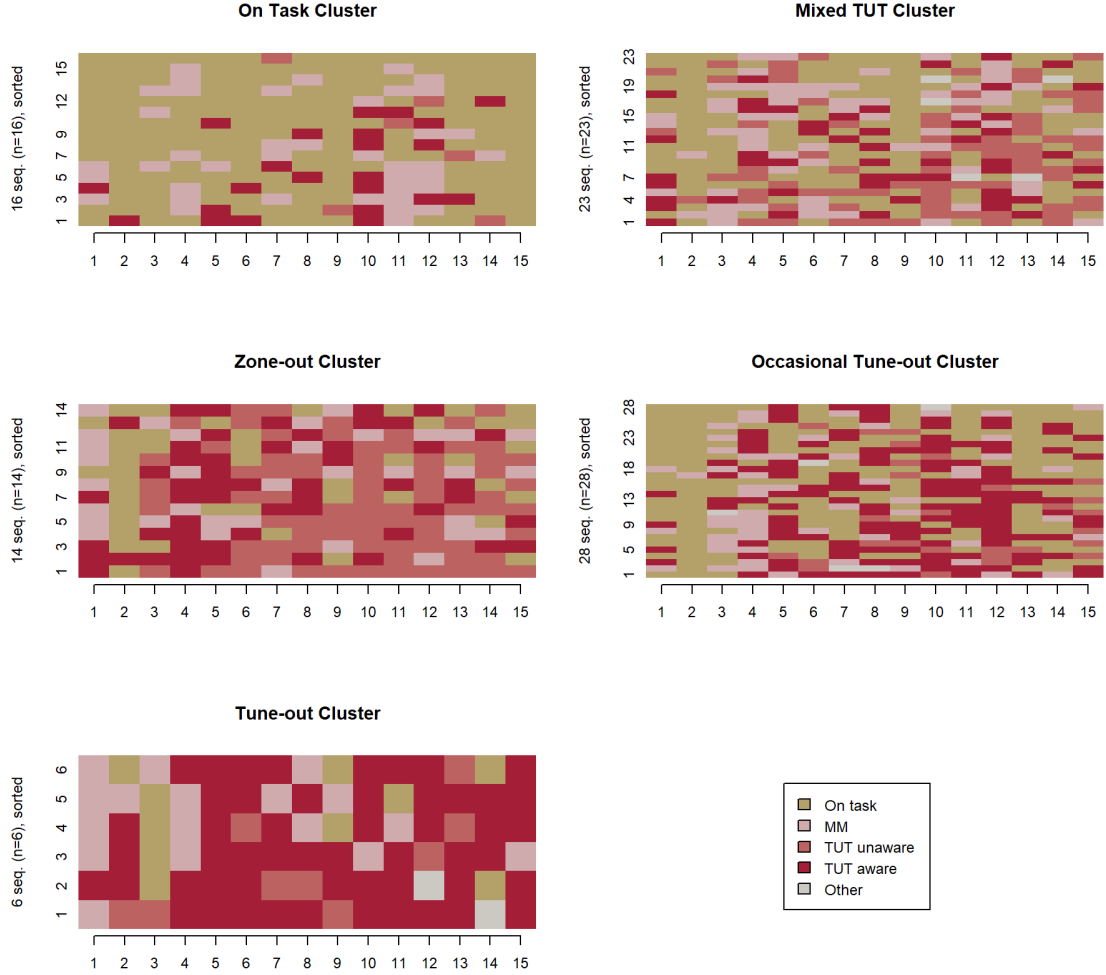 On Task Cluster
16 seq. (n=16), sorted
1 3 5 7 9 12 15
1 2 3 4 5 6 7 8 9 10 11 12 13 14 15
Mixed TUT Cluster
23 seq. (n=23), sorted
1 4 7 11 15 19 23
1 2 3 4 5 6 7 8 9 10 11 12 13 14 15
Zone-out Cluster
14 seq. (n=14), sorted
1 3 5 7 9 11 14
1 2 3 4 5 6 7 8 9 10 11 12 13 14 15
Occasional Tune-out Cluster
28 seq. (n=28), sorted
1 5 9 13 18 23 28
1 2 3 4 5 6 7 8 9 10 11 12 13 14 15
Tune-out Cluster
6 seq. (n=6), sorted
1 2 3 4 5 6
1 2 3 4 5 6 7 8 9 10 11 12 13 14 15
On task
MM
TUT unaware
TUT aware
Other